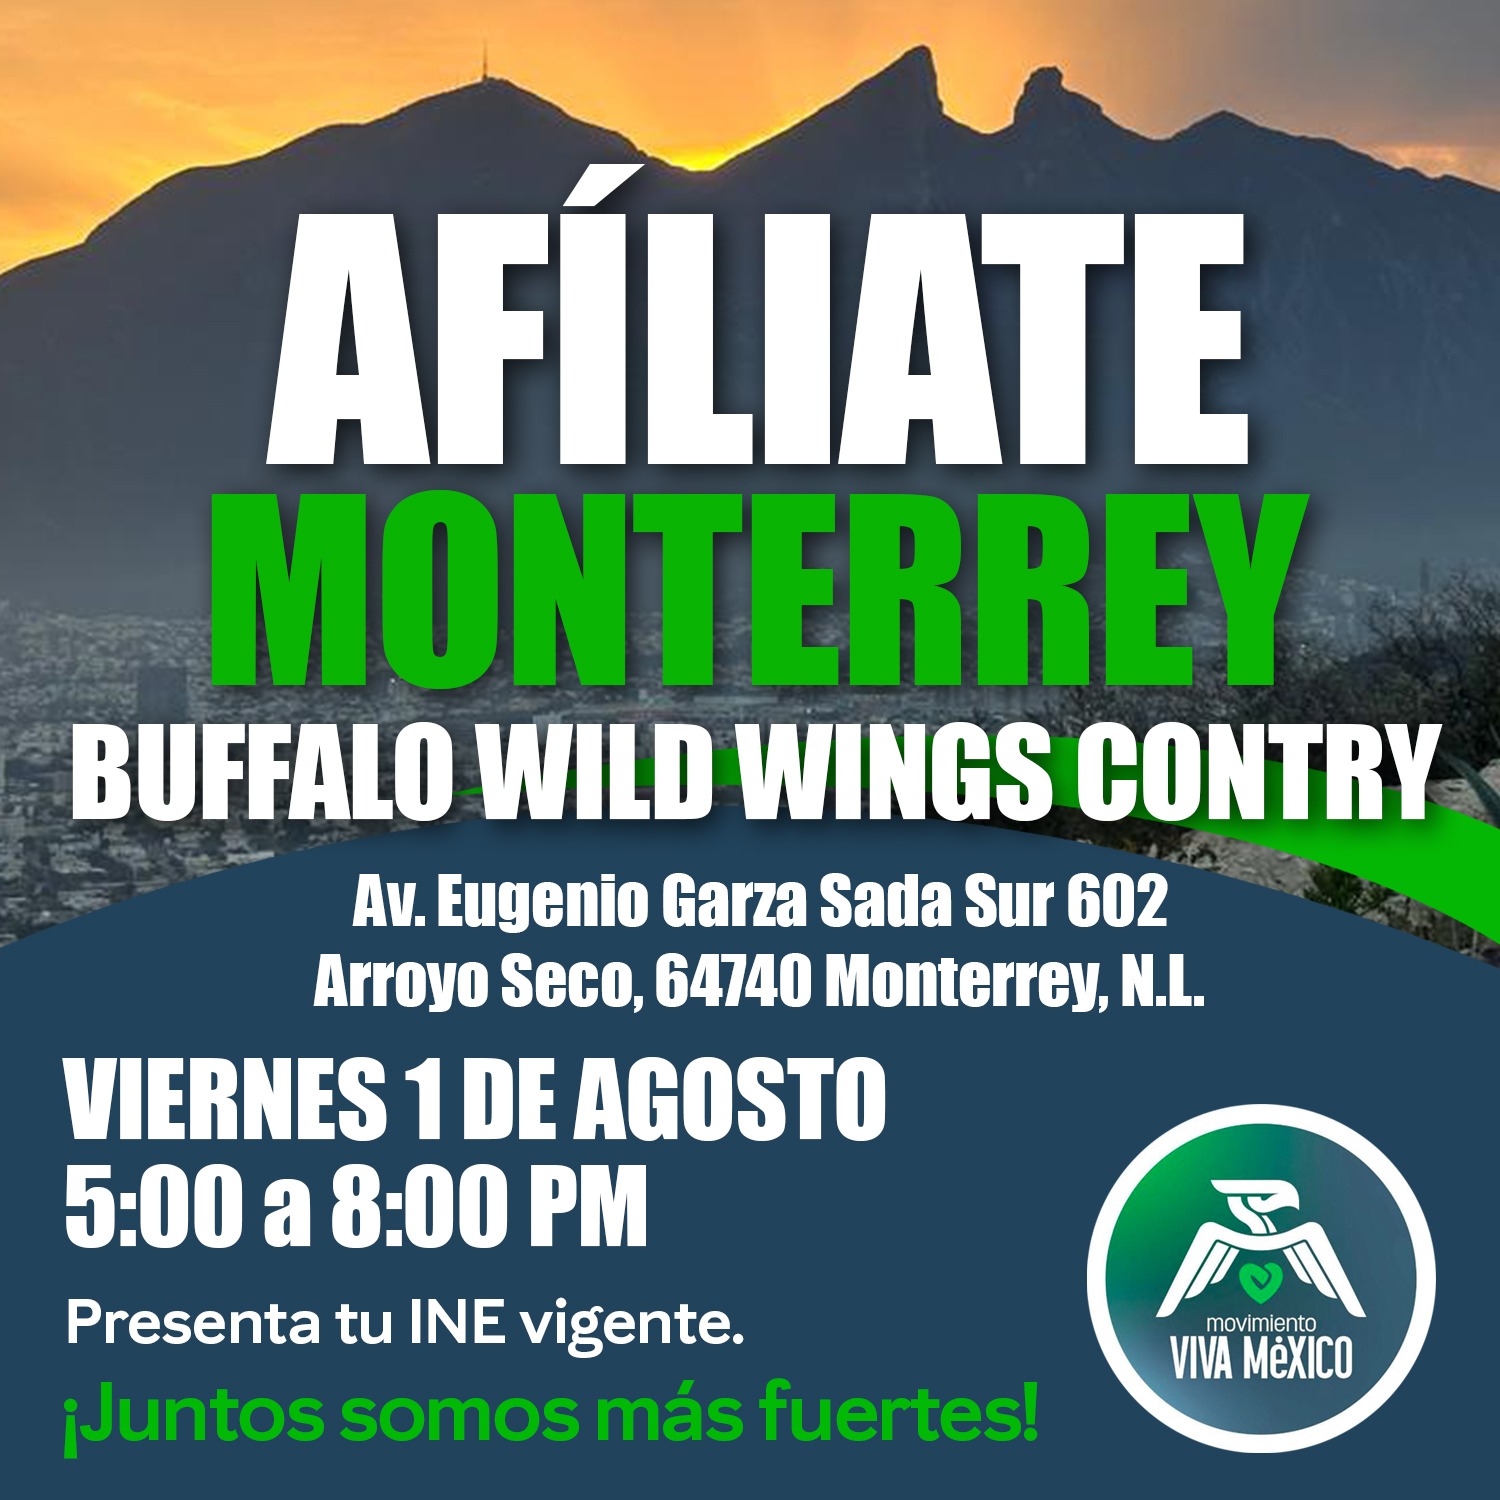 AFÍLIATE
MONTERREY
BUFFALO WILD WINGS CONTRY
Av. Eugenio Garza Sada Sur 602
Arroyo Seco, 64740 Monterrey, N.L.
VIERNES 1 DE AGOSTO
5:00 a 8:00 PM
Presenta tu INE vigente.
¡Juntos somos más fuertes!
movimiento
VIVA MéXICO